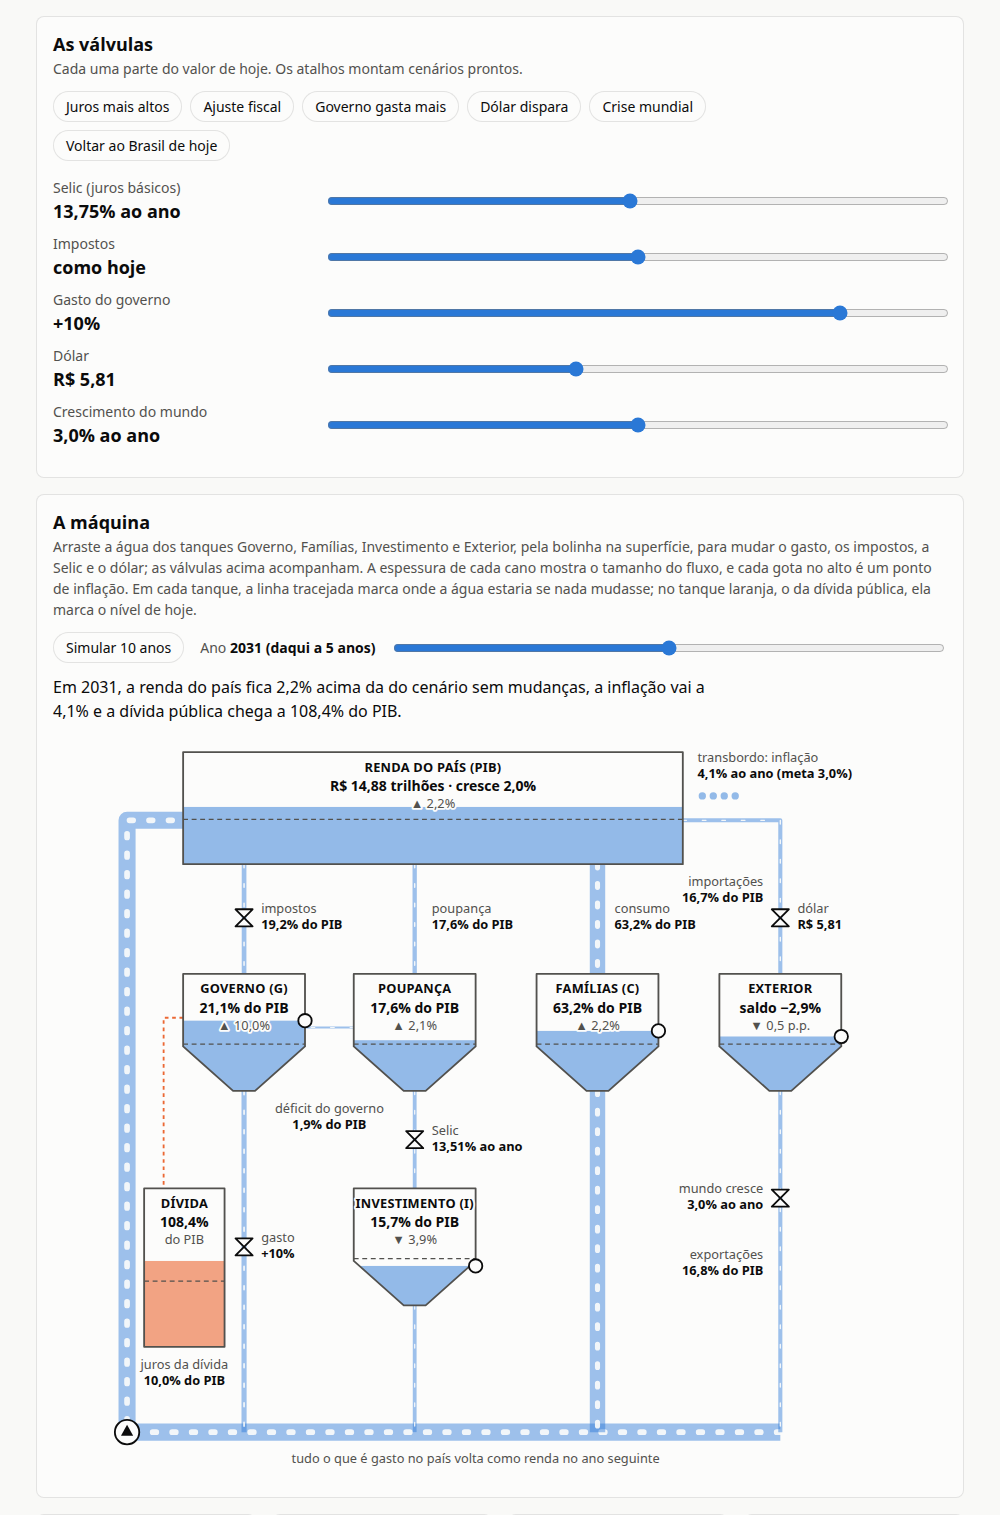 As válvulas
Cada uma parte do valor de hoje. Os atalhos montam cenários prontos.
Juros mais altos
Ajuste fiscal
Governo gasta mais
Dólar dispara
Crise mundial
Voltar ao Brasil de hoje
Selic (juros básicos)
13,75% ao ano
Impostos
como hoje
Gasto do governo
+10%
Dólar
R$ 5,81
Crescimento do mundo
3,0% ao ano
A máquina
Arraste a água dos tanques Governo, Famílias, Investimento e Exterior, pela bolinha na superfície, para mudar o gasto, os impostos, a
Selic e o dólar; as válvulas acima acompanham. A espessura de cada cano mostra o tamanho do fluxo, e cada gota no alto é um ponto
de inflação. Em cada tanque, a linha tracejada marca onde a água estaria se nada mudasse; no tanque laranja, o da dívida pública, ela
marca o nível de hoje.
Simular 10 anos
Ano 2031 (daqui a 5 anos)
Em 2031, a renda do país fica 2,2% acima da do cenário sem mudanças, a inflação vai a
4,1% e a dívida pública chega a 108,4% do PIB.
RENDA DO PAÍS (PIB)
R$ 14,88 trilhões · cresce 2,0%
▲ 2,2%
transbordo: inflação
4,1% ao ano (meta 3,0%)
impostos
19,2% do PIB
poupança
17,6% do PIB
consumo
63,2% do PIB
importações
16,7% do PIB
dólar
R$ 5,81
GOVERNO (G)
21,1% do PIB
▲ 10,0%
POUPANÇA
17,6% do PIB
▲ 2,1%
FAMÍLIAS (C)
63,2% do PIB
▲ 2,2%
EXTERIOR
saldo −2,9%
▼ 0,5 p.p.
déficit do governo
1,9% do PIB
Selic
13,51% ao ano
DÍVIDA
108,4%
do PIB
gasto
+10%
INVESTIMENTO (I)
15,7% do PIB
▼ 3,9%
mundo cresce
3,0% ao ano
exportações
16,8% do PIB
juros da dívida
10,0% do PIB
tudo o que é gasto no país volta como renda no ano seguinte